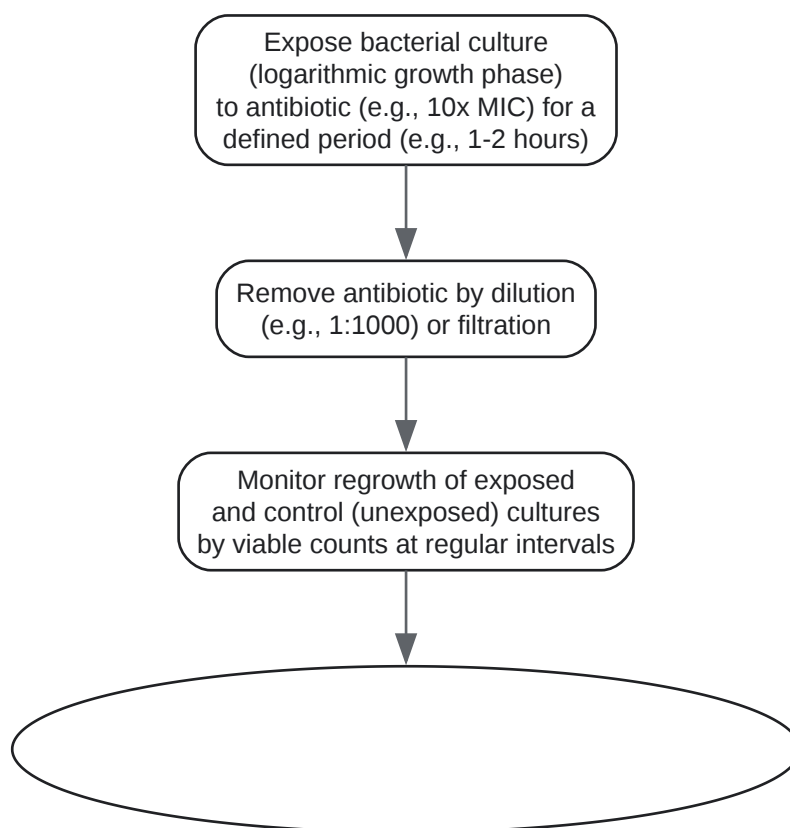 Expose bacterial culture
(logarithmic growth phase)
to antibiotic (e.g., 10x MIC) for a
defined period (e.g., 1-2 hours)
Remove antibiotic by dilution
(e.g., 1:1000) or filtration
Monitor regrowth of exposed
and control (unexposed) cultures
by viable counts at regular intervals